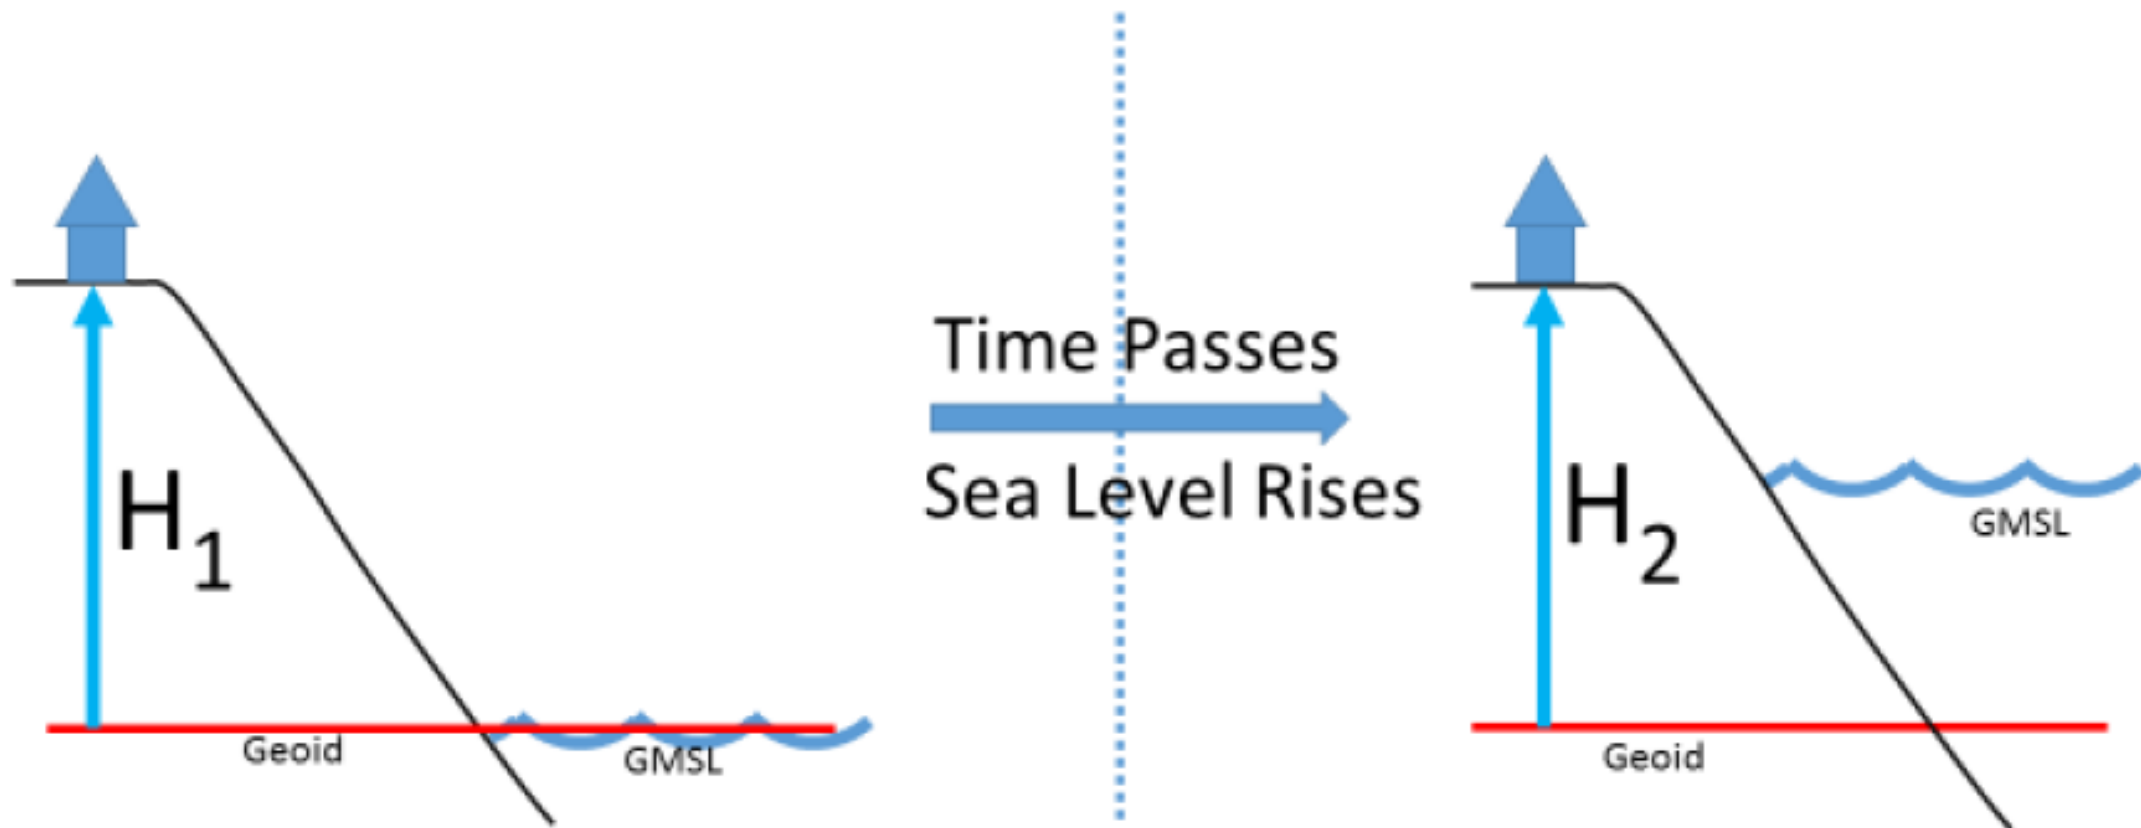 H1
Geoid
GMSL
Time Passes
Sea Level Rises
H2
GMSL
Geoid